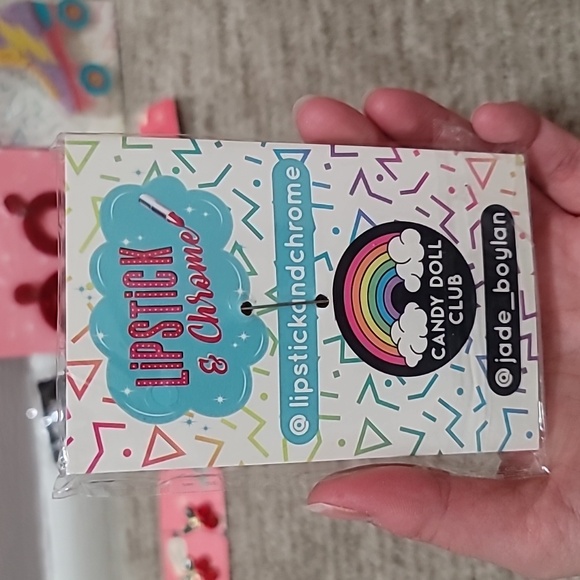 LiPSTiCK
& Chrome
@lipstickandchrome
CANDY DOLL
CLUB
@jade_boylan